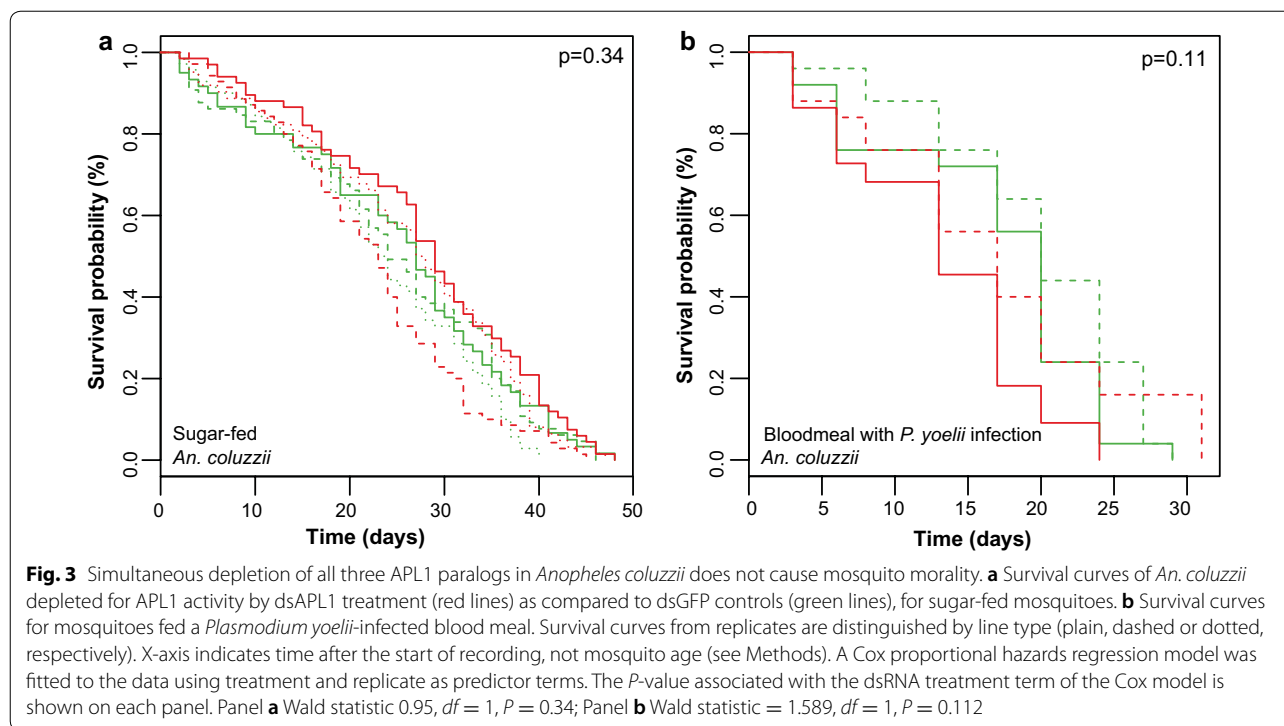 a
p=0.34
Survival probability (%)
1.0
0.8
0.6
0.4
0.2
0.0
Sugar-fed
An. coluzzii
0 10 20 30 40 50
Time (days)
b
p=0.11
Survival probability (%)
1.0
0.8
0.6
0.4
0.2
0.0
Bloodmeal with P. yoelii infection
An. coluzzii
0 5 10 15 20 25 30
Time (days)
Fig. 3 Simultaneous depletion of all three APL1 paralogs in Anopheles coluzzii does not cause mosquito morality. a Survival curves of An. coluzzii
depleted for APL1 activity by dsAPL1 treatment (red lines) as compared to dsGFP controls (green lines), for sugar-fed mosquitoes. b Survival curves
for mosquitoes fed a Plasmodium yoelii-infected blood meal. Survival curves from replicates are distinguished by line type (plain, dashed or dotted,
respectively). X-axis indicates time after the start of recording, not mosquito age (see Methods). A Cox proportional hazards regression model was
fitted to the data using treatment and replicate as predictor terms. The P-value associated with the dsRNA treatment term of the Cox model is
shown on each panel. Panel a Wald statistic 0.95, df = 1, P = 0.34; Panel b Wald statistic = 1.589, df = 1, P = 0.112